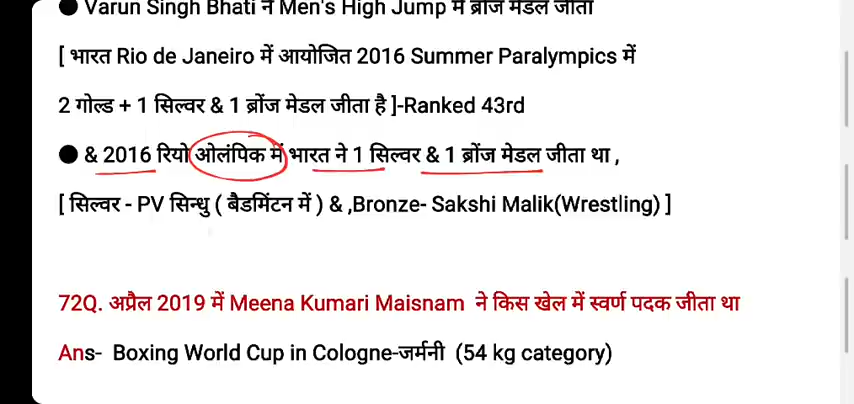 ● Varun Singh Bhati ने Men's High Jump में ब्रोंज मेडल जीता
[ भारत Rio de Janeiro में आयोजित 2016 Summer Paralympics में
2 गोल्ड + 1 सिल्वर & 1 ब्रोंज मेडल जीता है ]-Ranked 43rd
● & 2016 रियो ओलंपिक में भारत ने 1 सिल्वर & 1 ब्रोंज मेडल जीता था ,
[ सिल्वर - PV सिन्धु ( बैडमिंटन में ) & ,Bronze- Sakshi Malik(Wrestling) ]
72Q. अप्रैल 2019 में Meena Kumari Maisnam ने किस खेल में स्वर्ण पदक जीता था
Ans- Boxing World Cup in Cologne-जर्मनी (54 kg category)